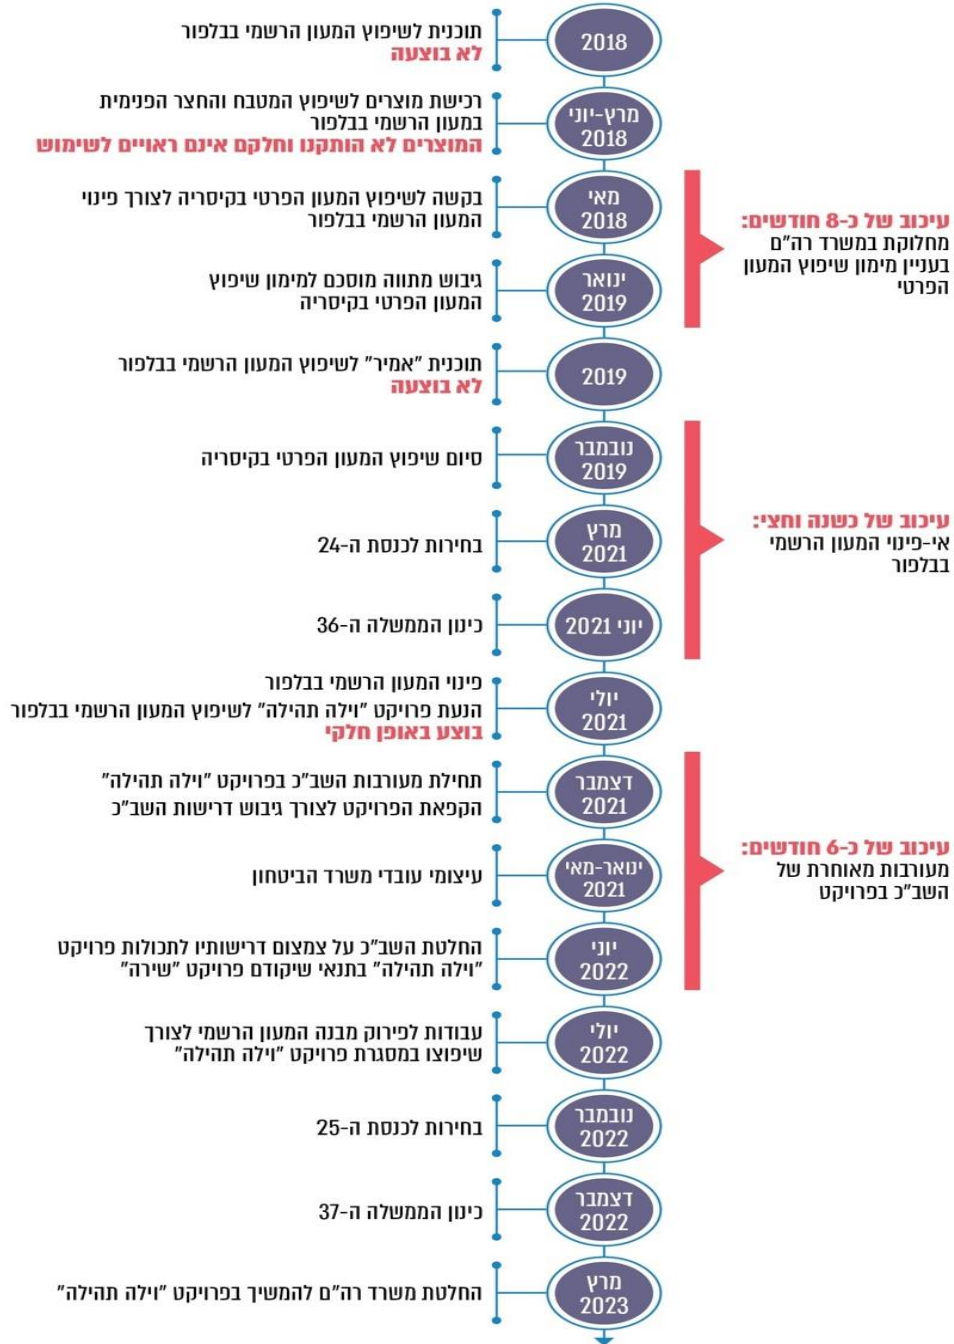 2018
תוכנית לשיפוץ המעון הרשמי בבלפור
לא בוצעה
מרץ-יוני
2018
רכישת מוצרים לשיפוץ המטבח והחצר הפנימית
במעון הרשמי בבלפור
המוצרים לא הותקנו וחלקם אינם ראויים לשימוש
עיכוב של כ-8 חודשים:
מחלוקת במשרד רה"ם
בעניין מימון שיפוץ המעון
הפרטי
מאי
2018
בקשה לשיפוץ המעון הפרטי בקיסריה לצורך פינוי
המעון הרשמי בבלפור
ינואר
2019
גיבוש מתווה מוסכם למימון שיפוץ
המעון הפרטי בקיסריה
2019
תוכנית "אמיר" לשיפוץ המעון הרשמי בבלפור
לא בוצעה
עיכוב של כשנה וחצי:
אי-פינוי המעון הרשמי
בבלפור
נובמבר
2019
סיום שיפוץ המעון הפרטי בקיסריה
מרץ
2021
בחירות לכנסת ה-24
יוני 2021
כינון הממשלה ה-36
יולי
2021
פינוי המעון הרשמי בבלפור
הנעת פרויקט "וילה תהילה" לשיפוץ המעון הרשמי בבלפור
בוצע באופן חלקי
עיכוב של כ-6 חודשים:
מעורבות מאוחרת של
השב"כ בפרויקט
דצמבר
2021
תחילת מעורבות השב"כ בפרויקט "וילה תהילה"
הקפאת הפרויקט לצורך גיבוש דרישות השב"כ
ינואר-מאי
2021
עיצומי עובדי משרד הביטחון
יוני
2022
החלטת השב"כ על צמצום דרישותיו לתכולות פרויקט
"וילה תהילה" בתנאי שיקודם פרויקט "שירה"
יולי
2022
עבודות לפירוק מבנה המעון הרשמי לצורך
שיפוצו במסגרת פרויקט "וילה תהילה"
נובמבר
2022
בחירות לכנסת ה-25
דצמבר
2022
כינון הממשלה ה-37
מרץ
2023
החלטת משרד רה"ם להמשיך בפרויקט "וילה תהילה"